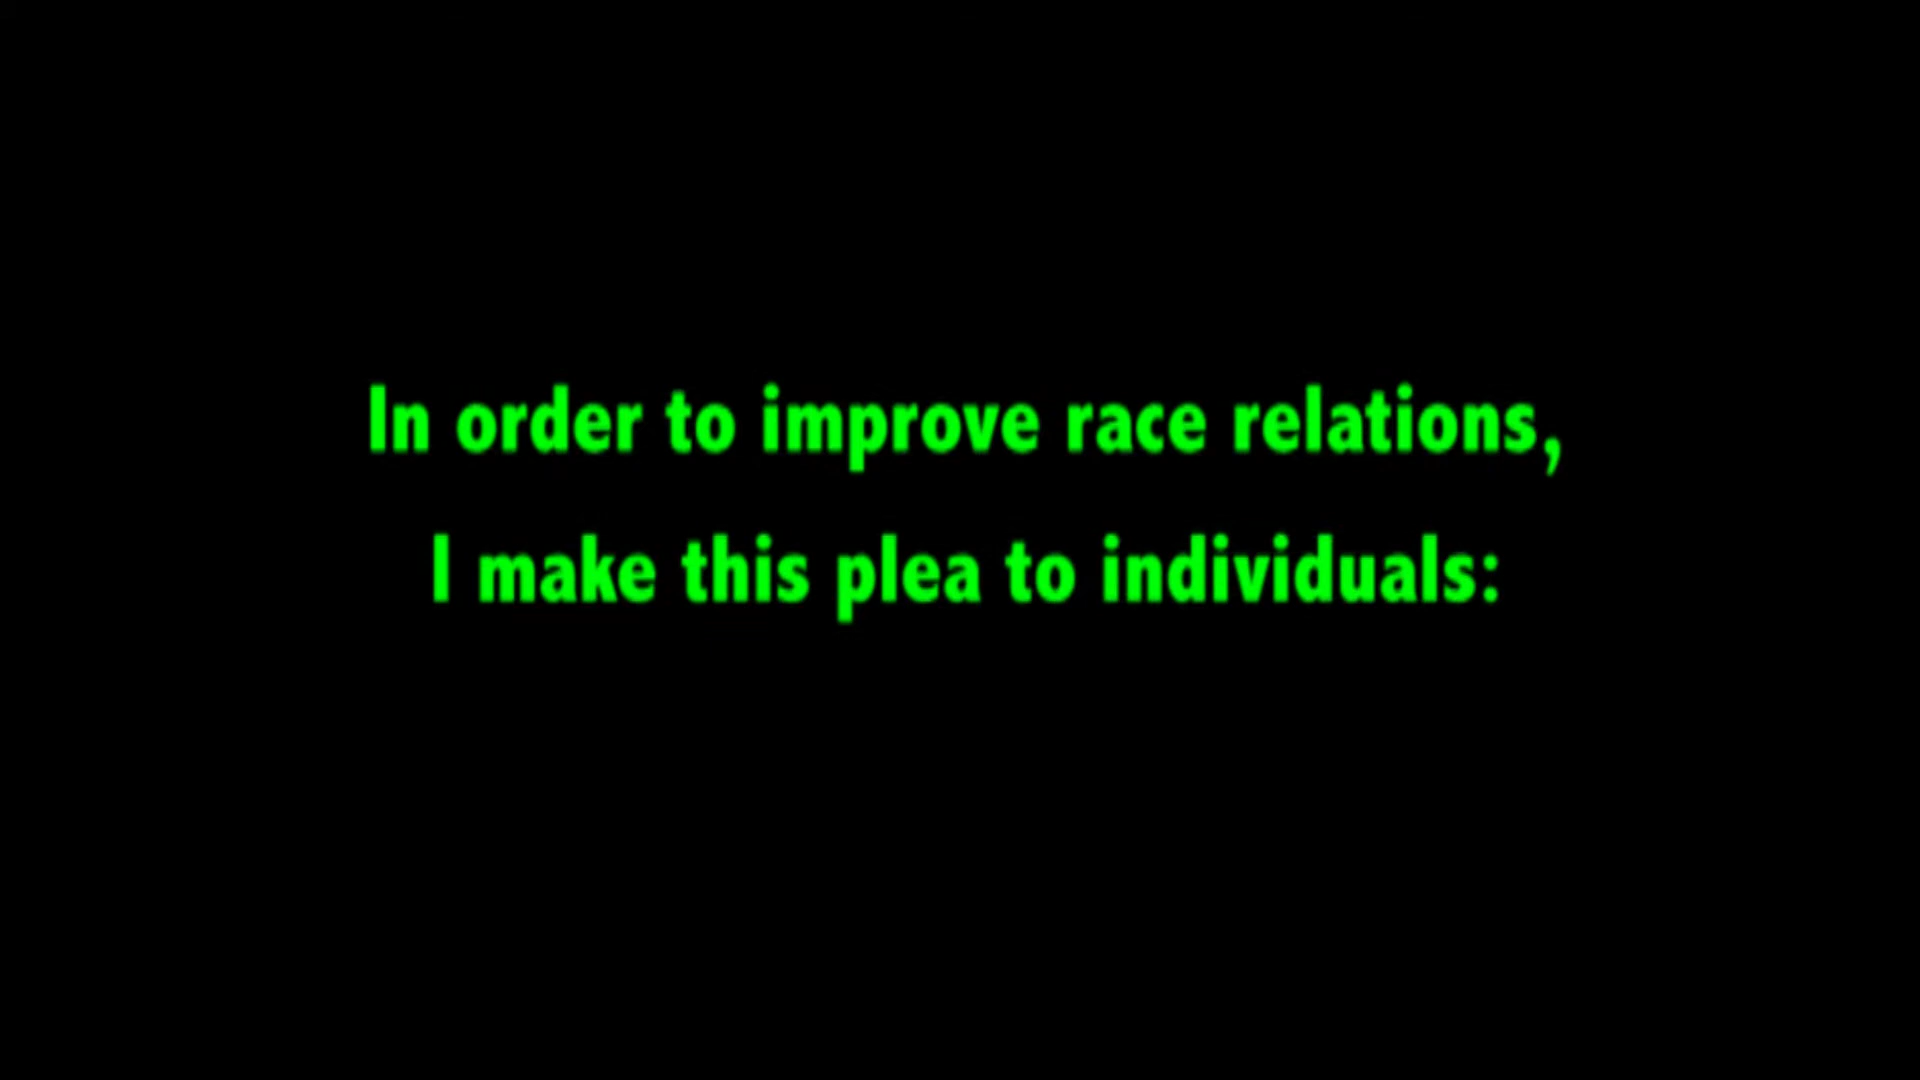 In order to improve race relations,
I make this plea to individuals: